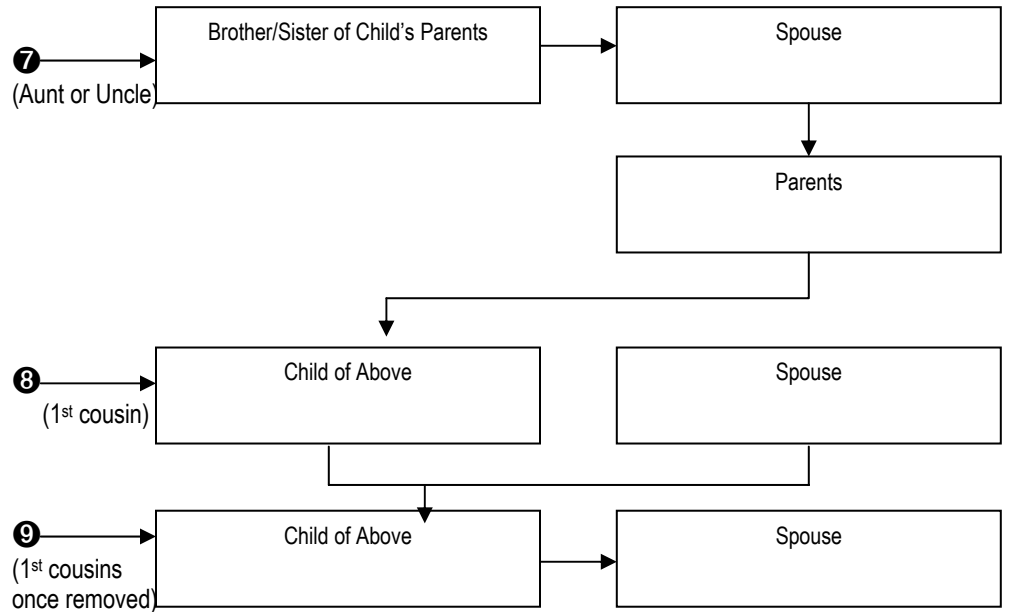 Brother/Sister of Child's Parents
Spouse
❼
(Aunt or Uncle)
Parents
Child of Above
Spouse
❽
(1st cousin)
Child of Above
Spouse
❾
(1st cousins
once removed)